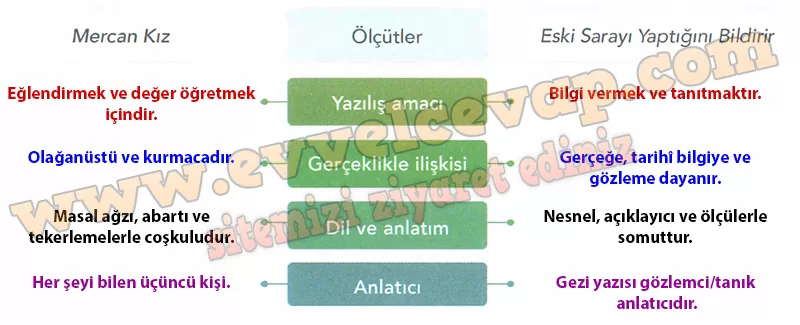 Mercan Kız
Ölçütler
Eski Sarayı Yaptığını Bildirir
Eğlendirmek ve değer öğretmek
içindir.
Yazılış amacı
Bilgi vermek ve tanıtmaktır.
Olağanüstü ve kurmacadır.
Gerçeklikle ilişkisi
Gerçeğe, tarihî bilgiye ve
gözleme dayanır.
Masal ağzı, abartı ve
tekerlemelerle coşkuludur.
Dil ve anlatım
Nesnel, açıklayıcı ve ölçülerle
somuttur.
Her şeyi bilen üçüncü kişi.
Anlatıcı
Gezi yazısı gözlemci/tanık
anlatıcıdır.
www.evvelcevap.com
sitemizi ziyaret ediniz